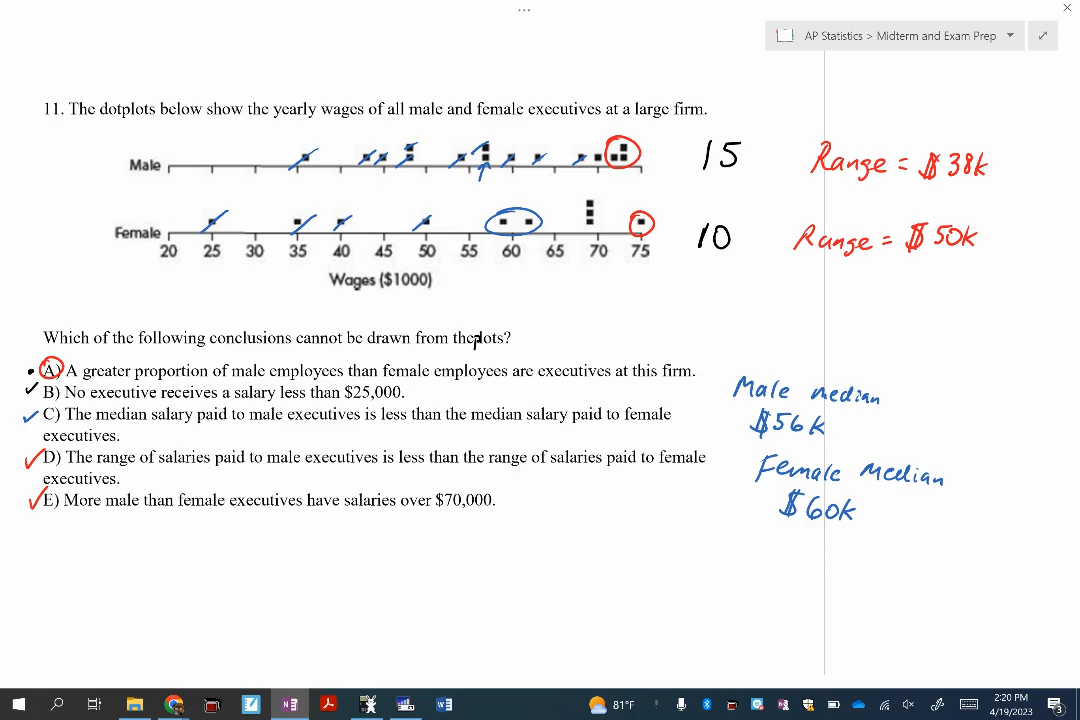 ...
AP Statistics > Midterm and Exam Prep
11. The dotplots below show the yearly wages of all male and female executives at a large firm.
Male
15
Range = $38k
Female
10
Range = $50k
20 25 30 35 40 45 50 55 60 65 70 75
Wages ($1000)
Which of the following conclusions cannot be drawn from the plots?
A) A greater proportion of male employees than female employees are executives at this firm.
B) No executive receives a salary less than $25,000.
C) The median salary paid to male executives is less than the median salary paid to female
executives.
D) The range of salaries paid to male executives is less than the range of salaries paid to female
executives.
E) More male than female executives have salaries over $70,000.
Male median
$56k
Female median
$60k
81°F
2:20 PM
4/19/2023
3